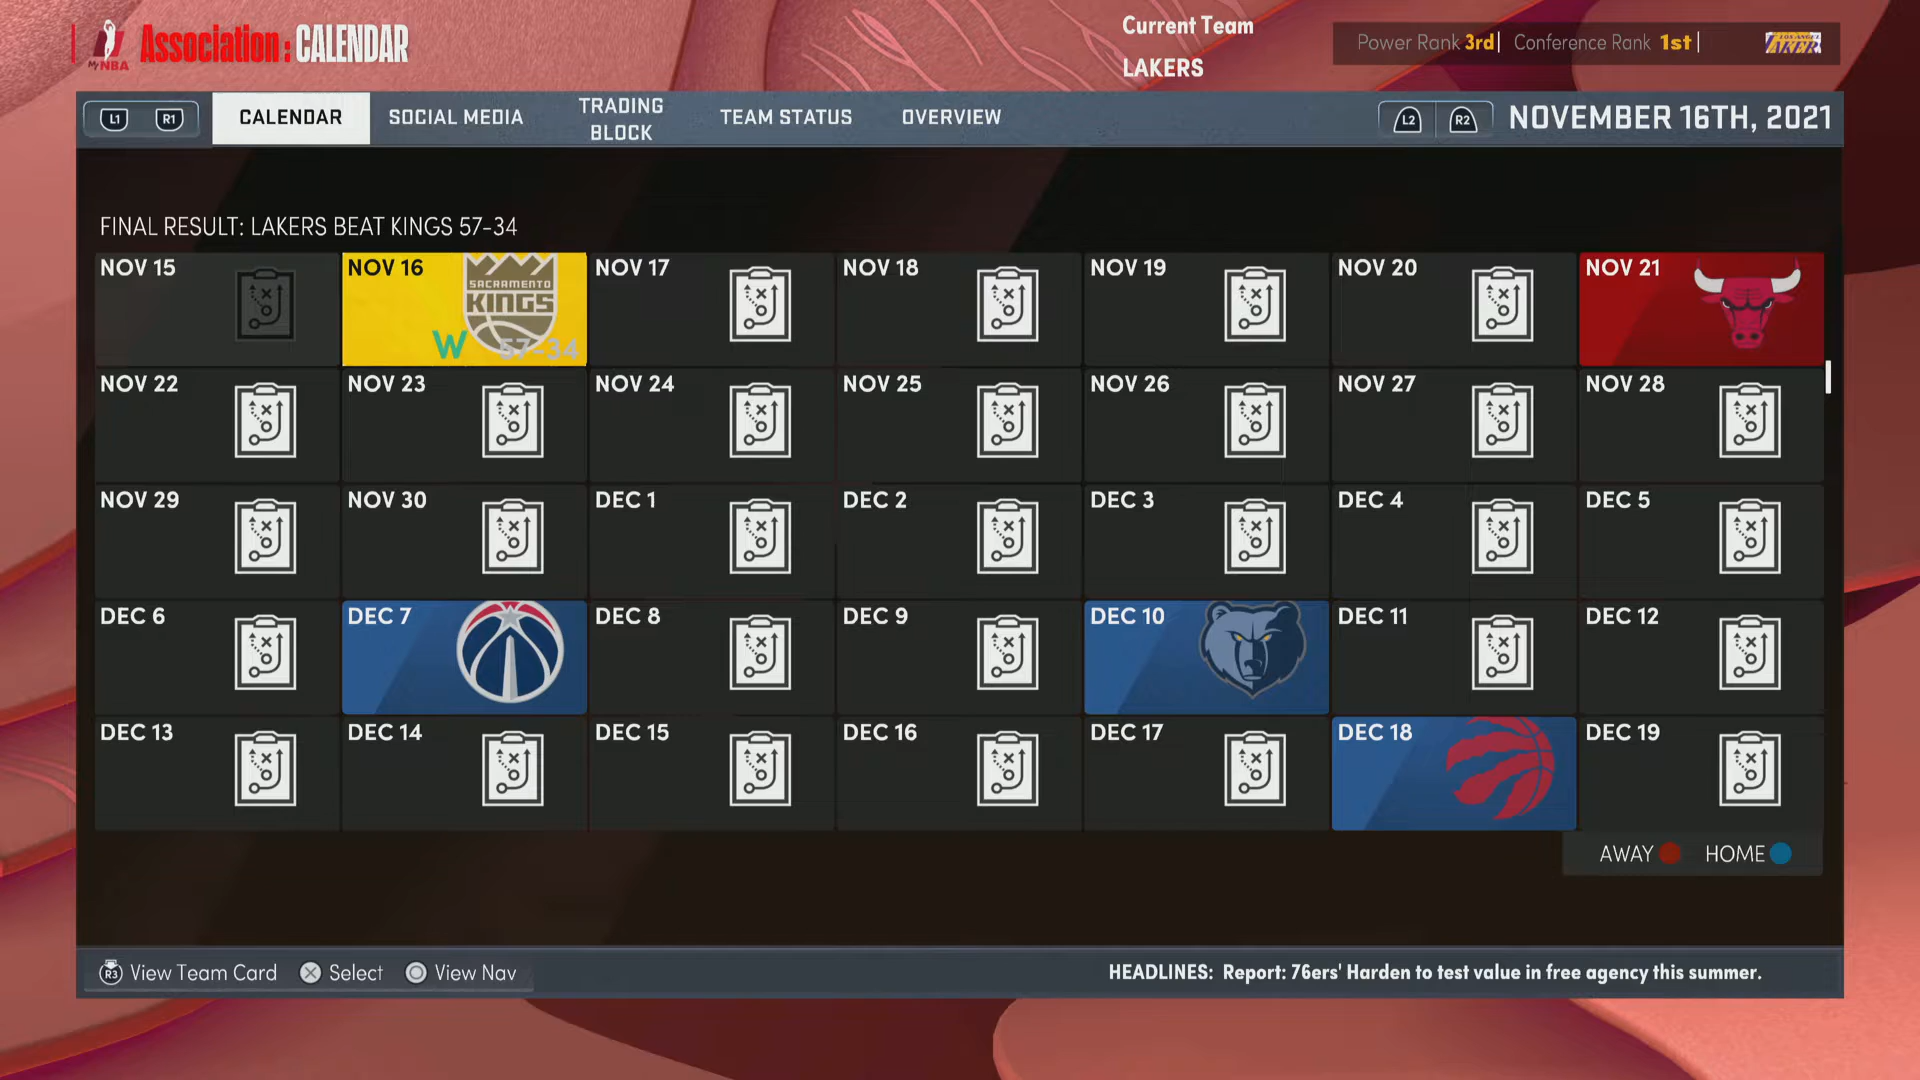 MyNBA
Association: CALENDAR
Current Team
LAKERS
Power Rank 3rd| Conference Rank 1st|
LOS ANGELES LAKERS
L1 R1 CALENDAR SOCIAL MEDIA TRADING BLOCK TEAM STATUS OVERVIEW L2 R2 NOVEMBER 16TH, 2021
FINAL RESULT: LAKERS BEAT KINGS 57-34
NOV 15 NOV 16 NOV 17 NOV 18 NOV 19 NOV 20 NOV 21
SACRAMENTO
KINGS
W 57-34
NOV 22 NOV 23 NOV 24 NOV 25 NOV 26 NOV 27 NOV 28
NOV 29 NOV 30 DEC 1 DEC 2 DEC 3 DEC 4 DEC 5
DEC 6 DEC 7 DEC 8 DEC 9 DEC 10 DEC 11 DEC 12
DEC 13 DEC 14 DEC 15 DEC 16 DEC 17 DEC 18 DEC 19
AWAY HOME
R3 View Team Card Select View Nav HEADLINES: Report: 76ers' Harden to test value in free agency this summer.